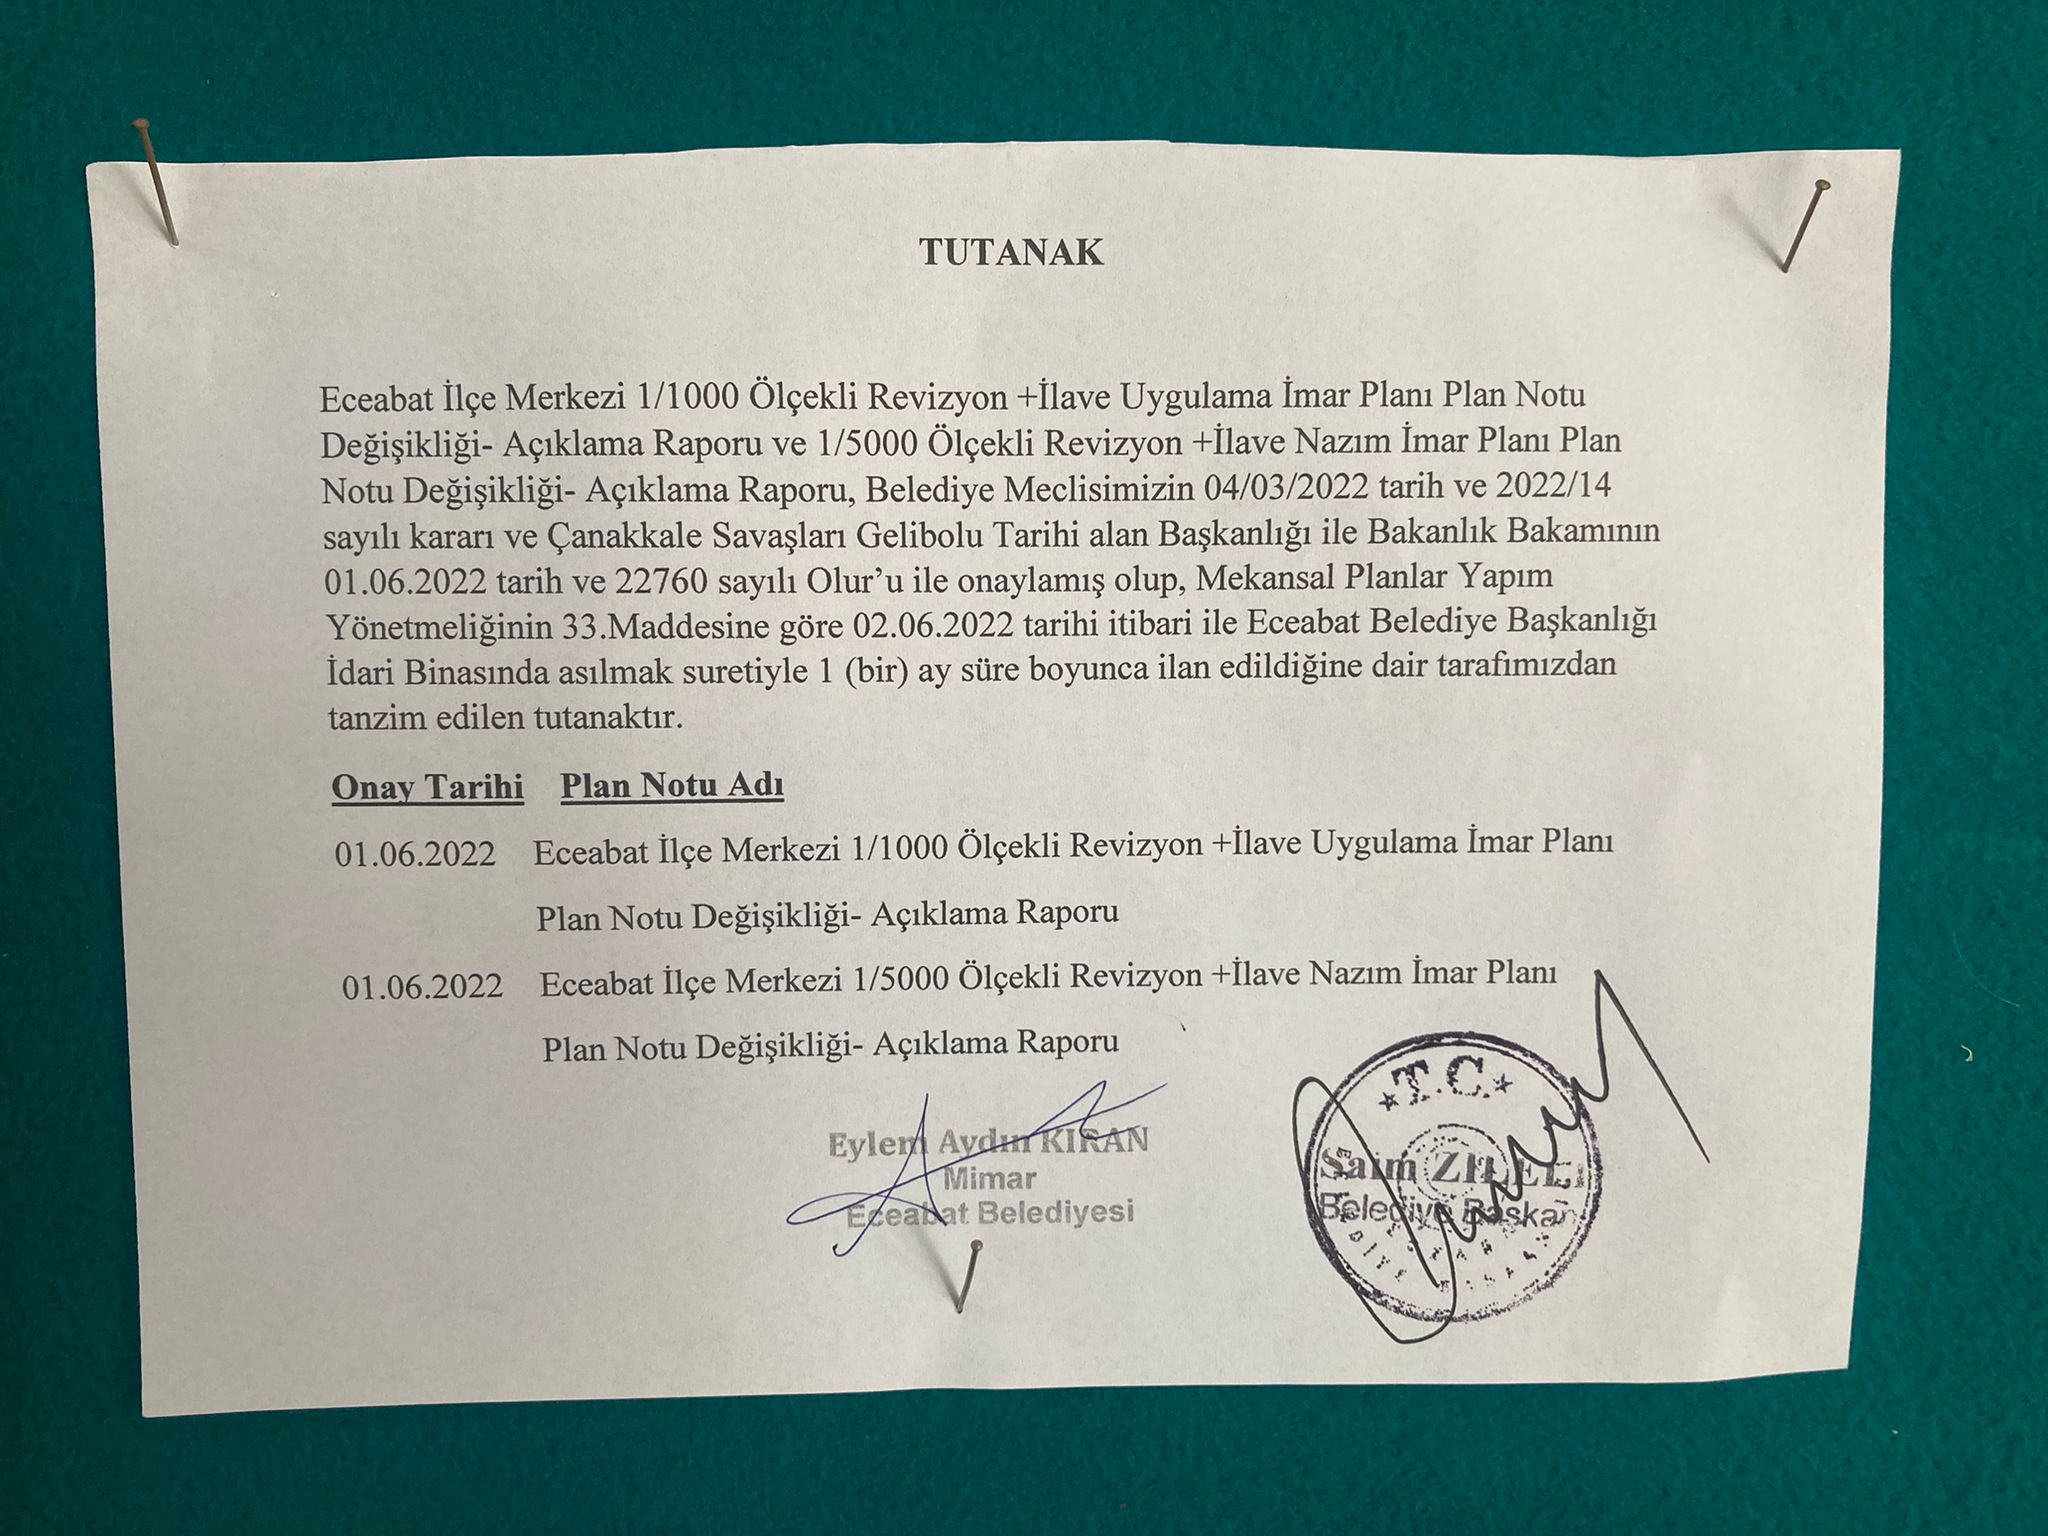 TUTANAK
Eceabat İlçe Merkezi 1/1000 Ölçekli Revizyon +İlave Uygulama İmar Planı Plan Notu
Değişikliği- Açıklama Raporu ve 1/5000 Ölçekli Revizyon +İlave Nazım İmar Planı Plan
Notu Değişikliği- Açıklama Raporu, Belediye Meclisimizin 04/03/2022 tarih ve 2022/14
sayılı kararı ve Çanakkale Savaşları Gelibolu Tarihi alan Başkanlığı ile Bakanlık Bakamının
01.06.2022 tarih ve 22760 sayılı Olur’u ile onaylamış olup, Mekansal Planlar Yapım
Yönetmeliğinin 33.Maddesine göre 02.06.2022 tarihi itibari ile Eceabat Belediye Başkanlığı
İdari Binasında asılmak suretiyle 1 (bir) ay süre boyunca ilan edildiğine dair tarafımızdan
tanzim edilen tutanaktır.
Onay Tarihi Plan Notu Adı
01.06.2022 Eceabat İlçe Merkezi 1/1000 Ölçekli Revizyon +İlave Uygulama İmar Planı
Plan Notu Değişikliği- Açıklama Raporu
01.06.2022 Eceabat İlçe Merkezi 1/5000 Ölçekli Revizyon +İlave Nazım İmar Planı
Plan Notu Değişikliği- Açıklama Raporu
Eylem Aydın KIRAN
Mimar
Eceabat Belediyesi
T.C.
Saim ZİLELİ
Belediye Başkanı